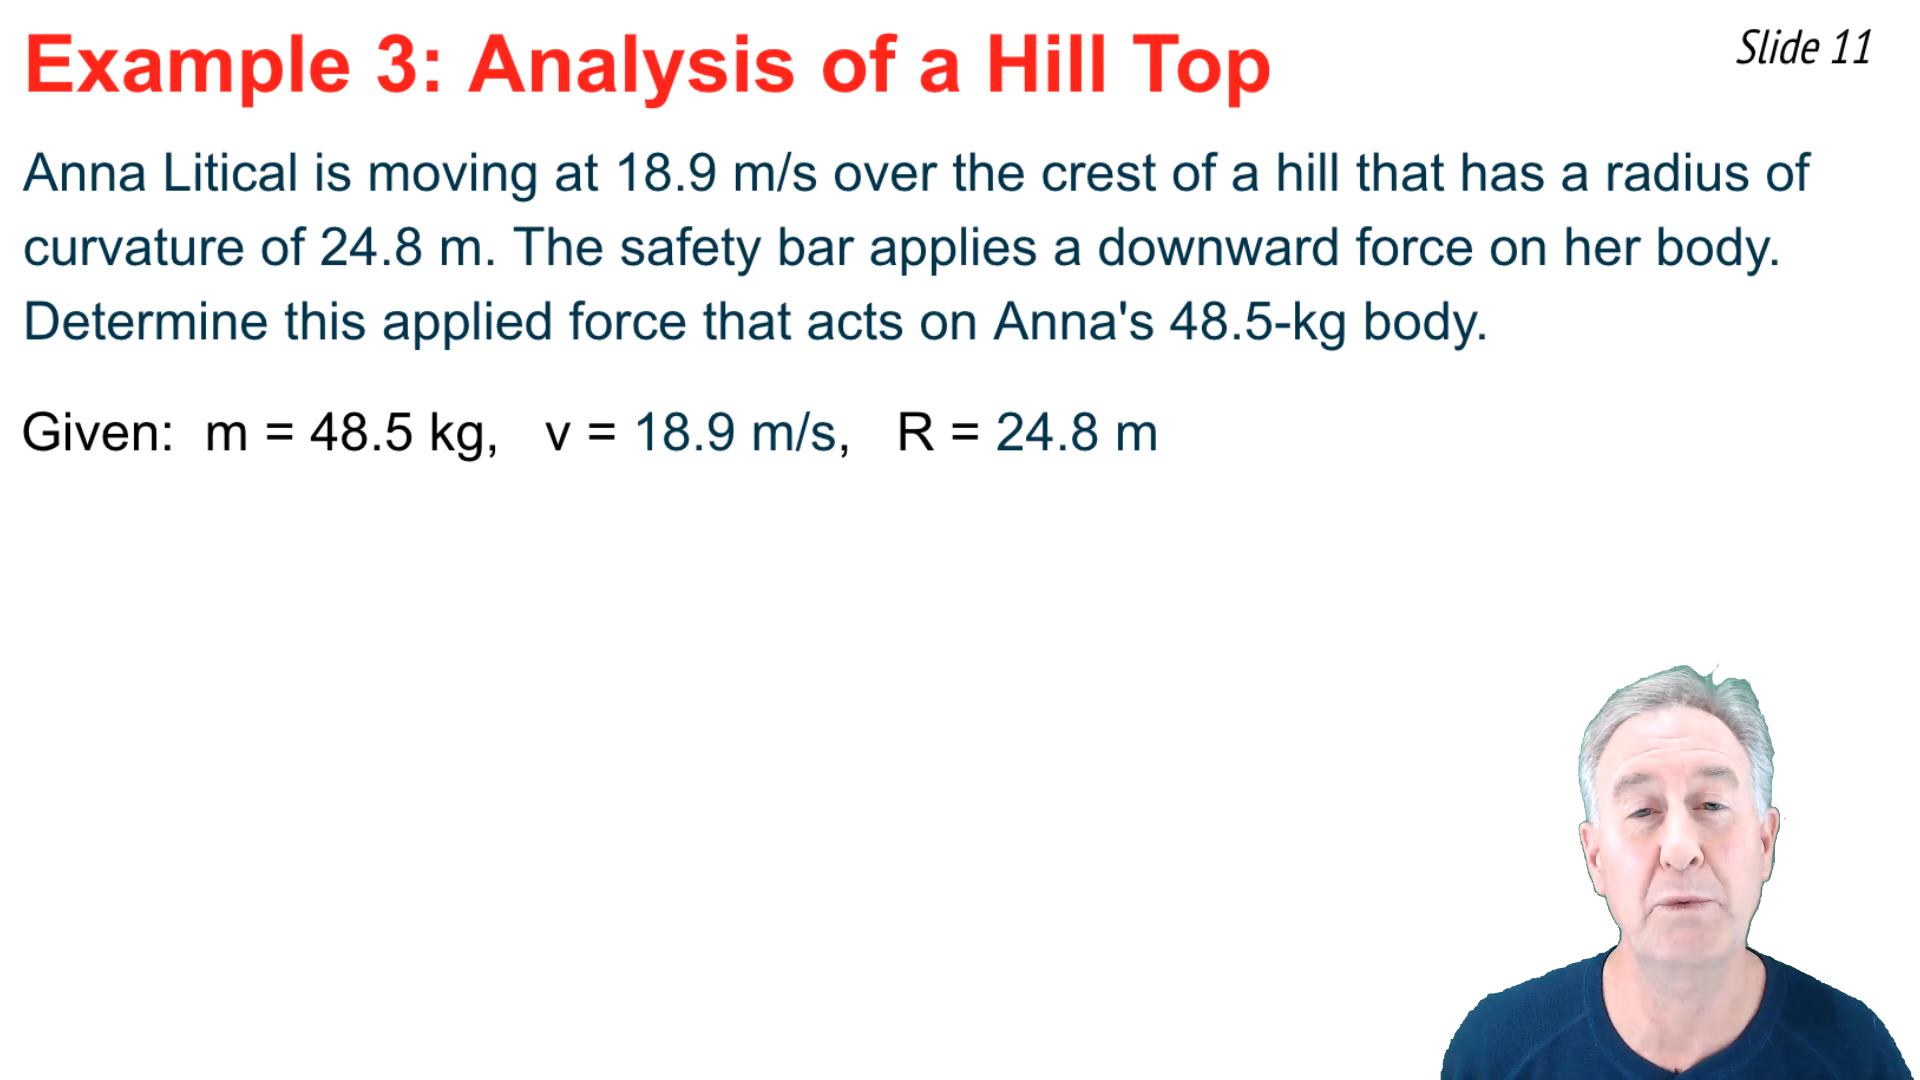 Example 3: Analysis of a Hill Top
Slide 11
Anna Litical is moving at 18.9 m/s over the crest of a hill that has a radius of
curvature of 24.8 m. The safety bar applies a downward force on her body.
Determine this applied force that acts on Anna's 48.5-kg body.
Given: m = 48.5 kg, v = 18.9 m/s, R = 24.8 m